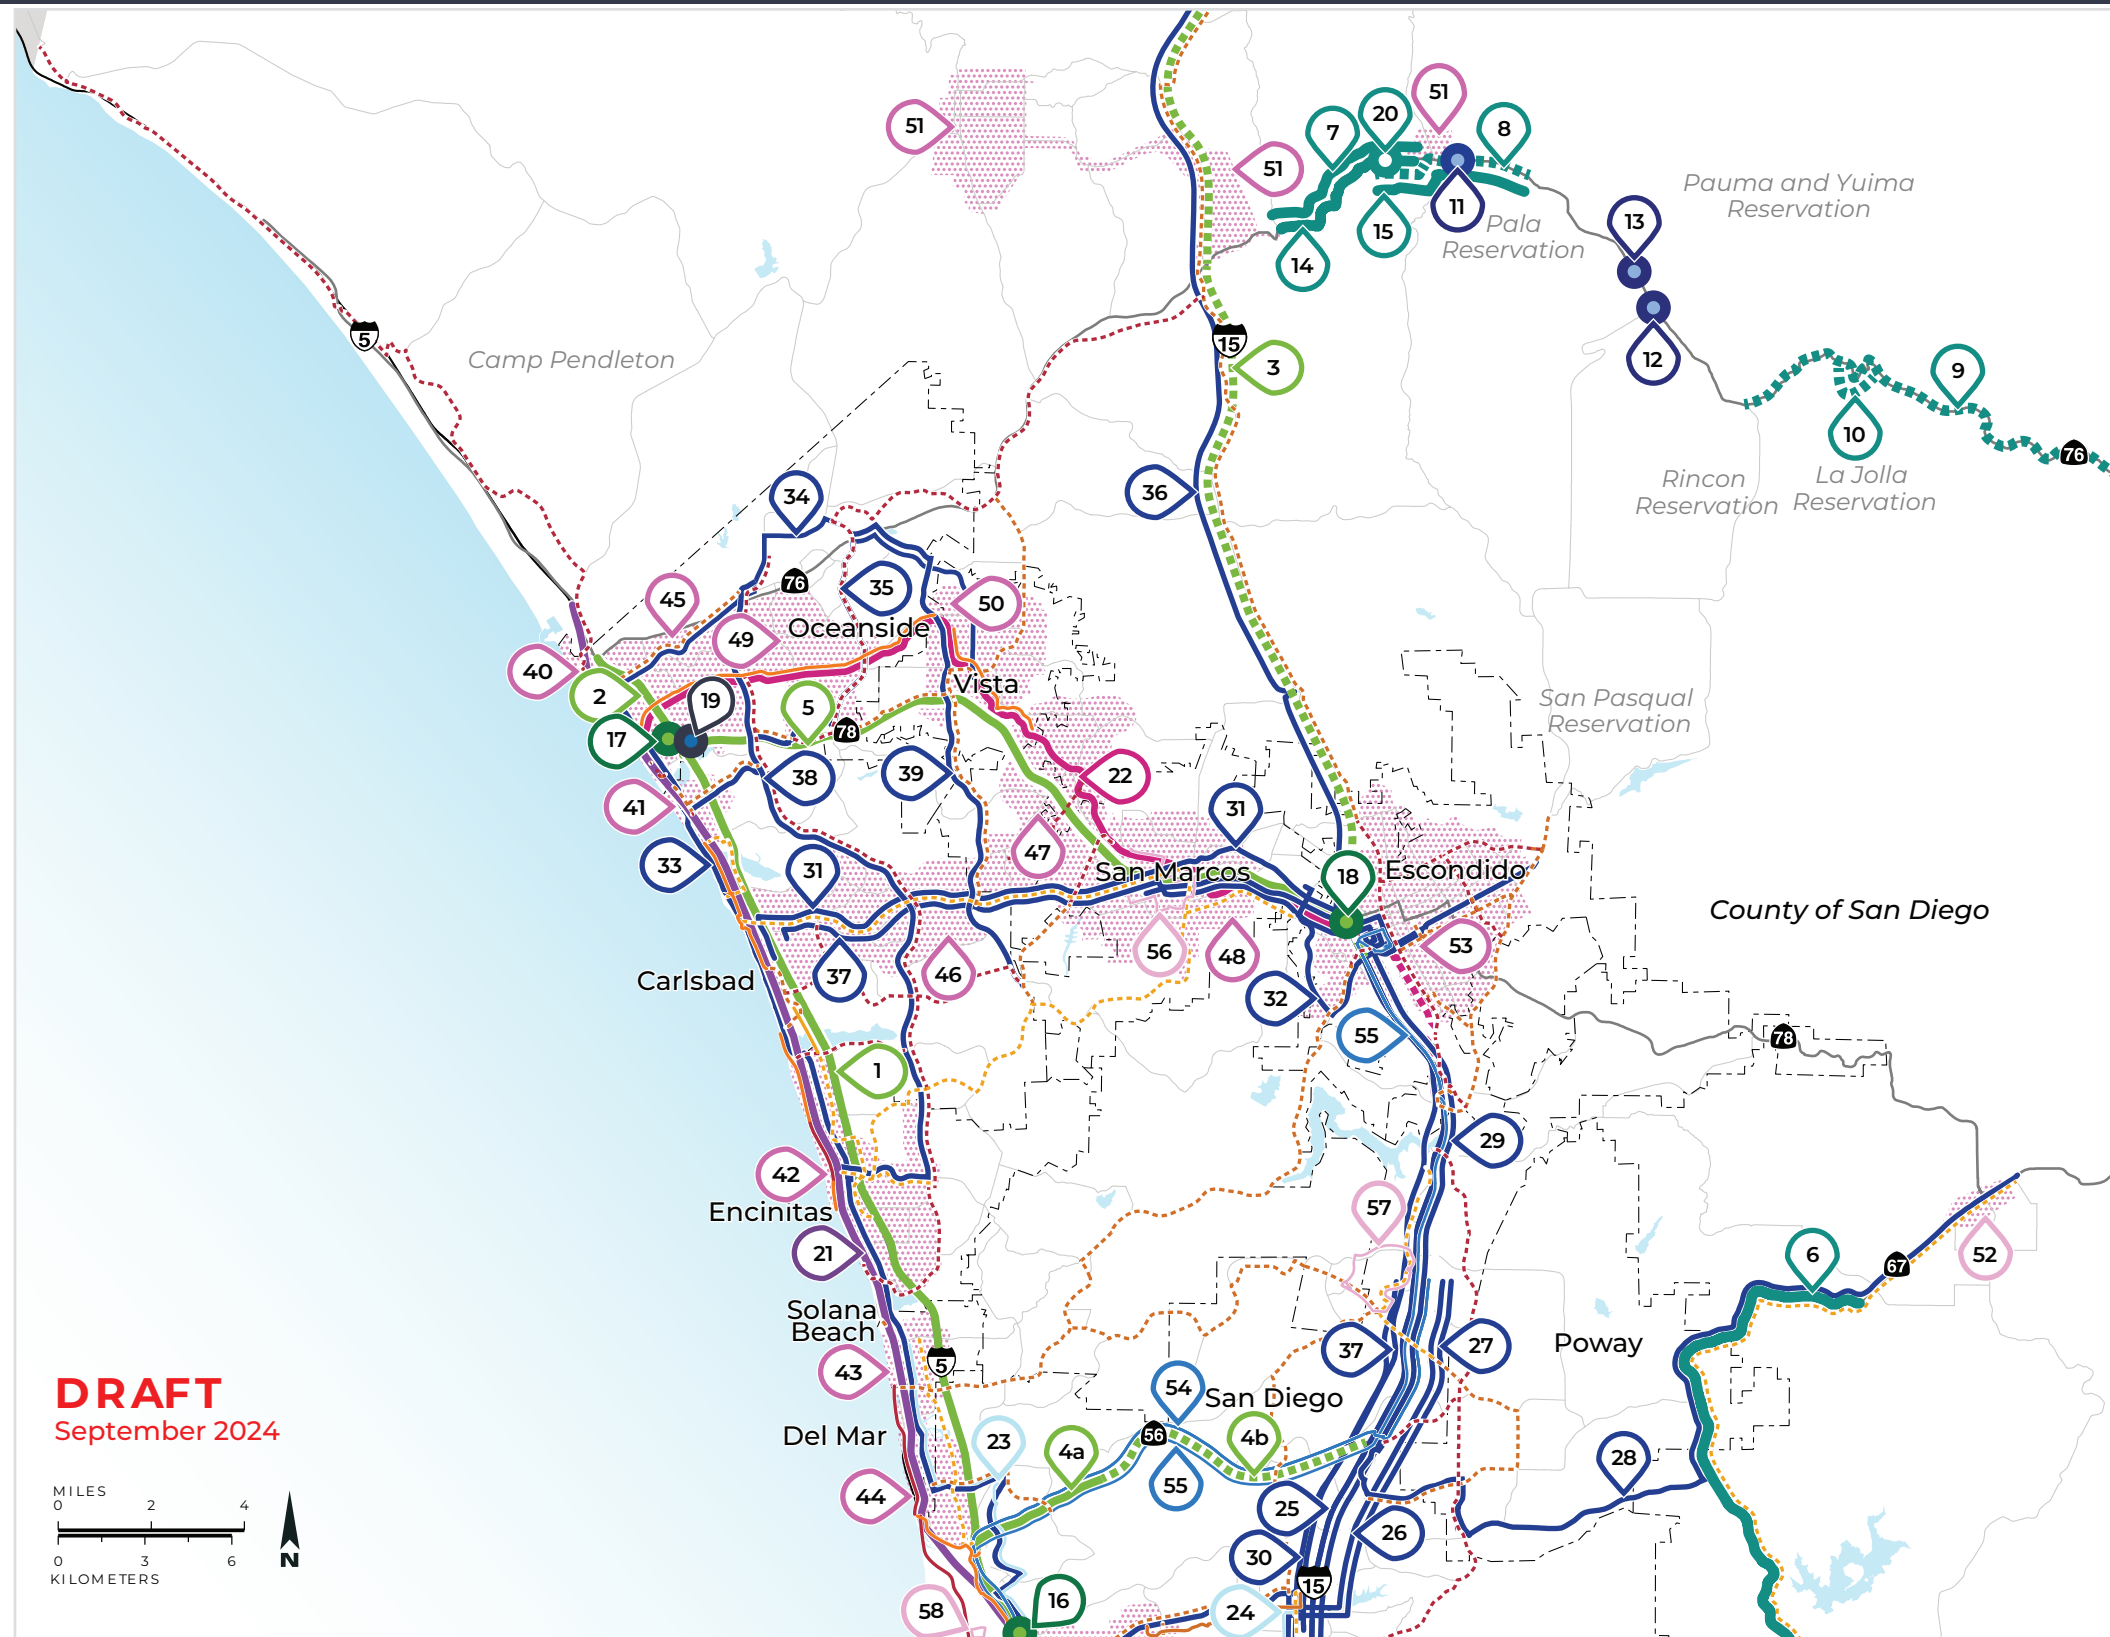 51
20
7
8
51
51
11
15
14
Pala
Reservation
Pauma and Yuima
Reservation
13
12
5
15
3
Camp Pendleton
9
10
76
La Jolla
Reservation
Rincon
Reservation
36
34
76
35
45
49
50
Oceanside
40
2
19
5
78
17
Vista
San Pasqual
Reservation
38
39
22
41
31
33
31
47
San Marcos
18
Escondido
County of San Diego
37
46
56
48
53
Carlsbad
32
55
78
1
29
42
Encinitas
57
21
6
67
52
Solana
Beach
5
43
37
27
Poway
54
San Diego
Del Mar
23
4a
56
4b
55
28
44
25
26
30
15
58
16
24
DRAFT
September 2024
MILES
0 2 4
0 3 6
KILOMETERS
N